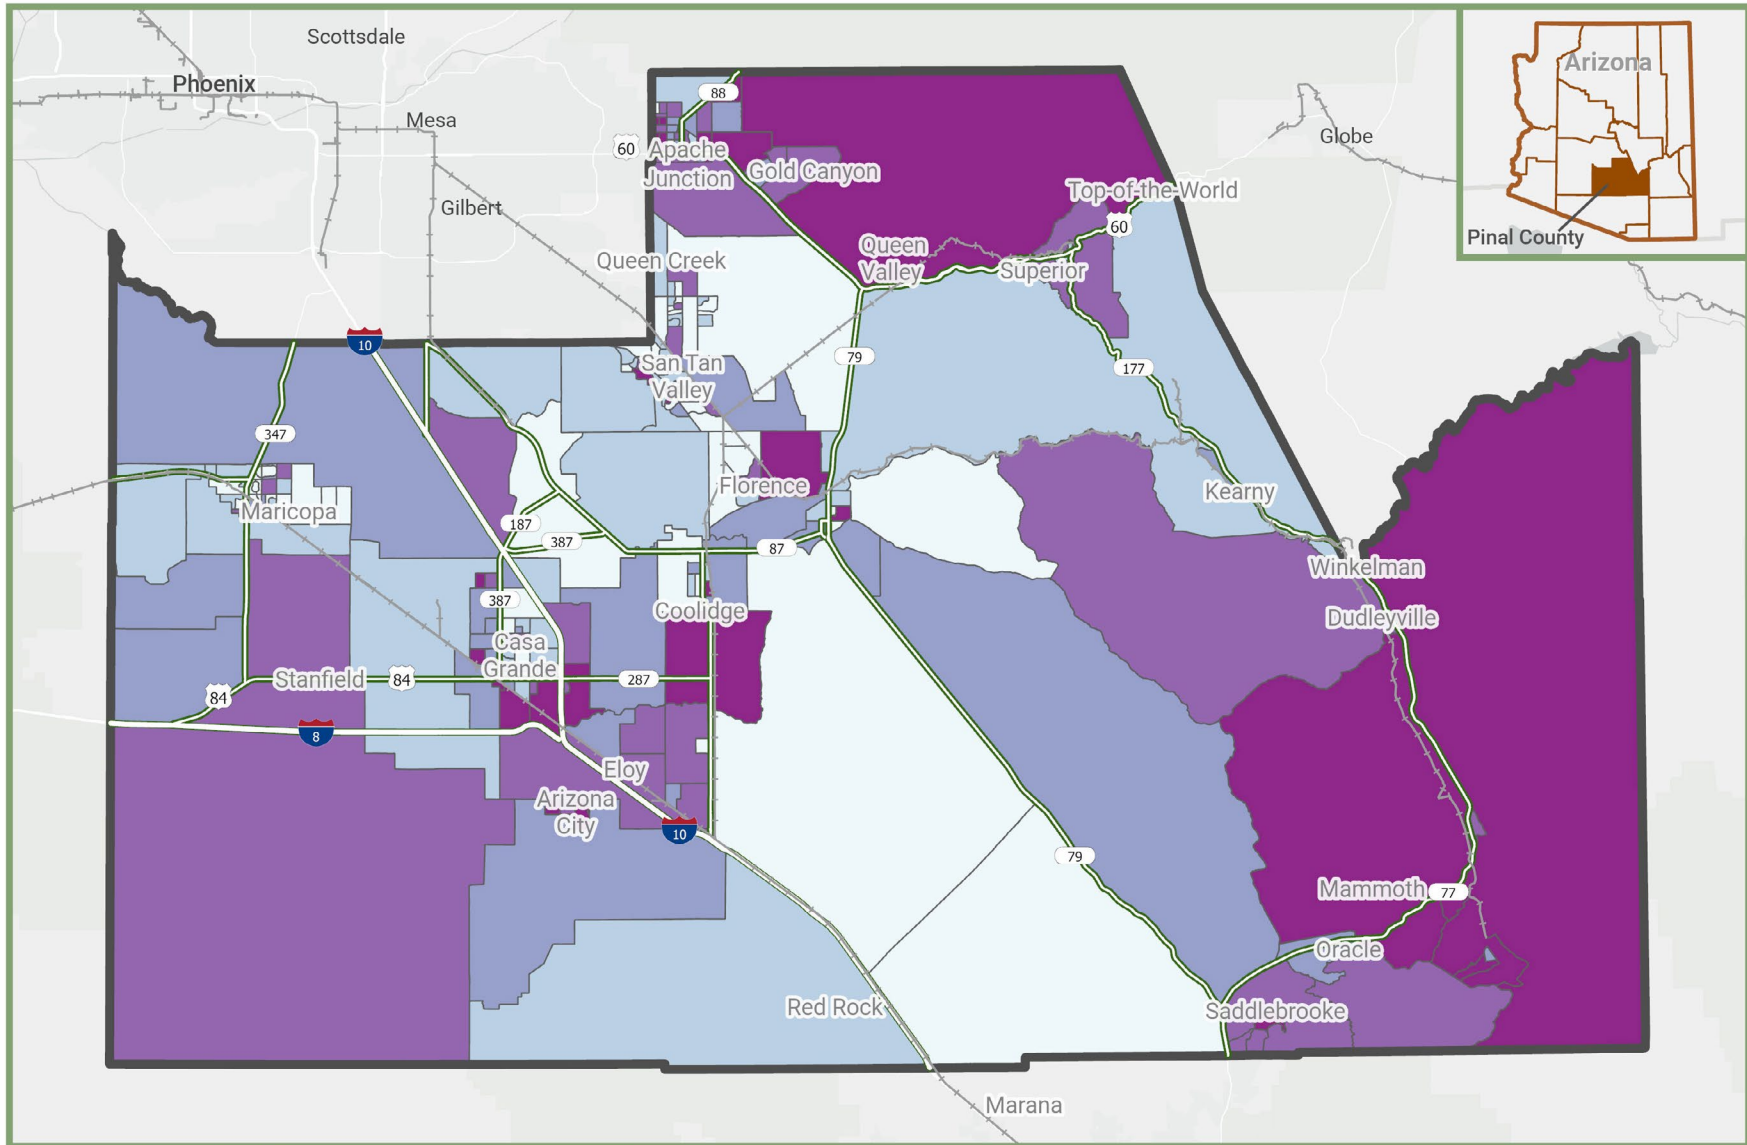 Scottsdale
Phoenix
Mesa
Gilbert
Globe
Arizona
Pinal County
88
60
Apache
Junction
Gold Canyon
Top-of-the-World
60
Queen Creek
Queen
Valley
Superior
10
San Tan
Valley
79
177
347
Maricopa
Florence
Kearny
187
387
87
Winkelman
387
Coolidge
Dudleyville
Casa
Grande
Stanfield
84
287
84
8
Eloy
Arizona
City
10
79
Mammoth
77
Oracle
Red Rock
Saddlebrooke
Marana